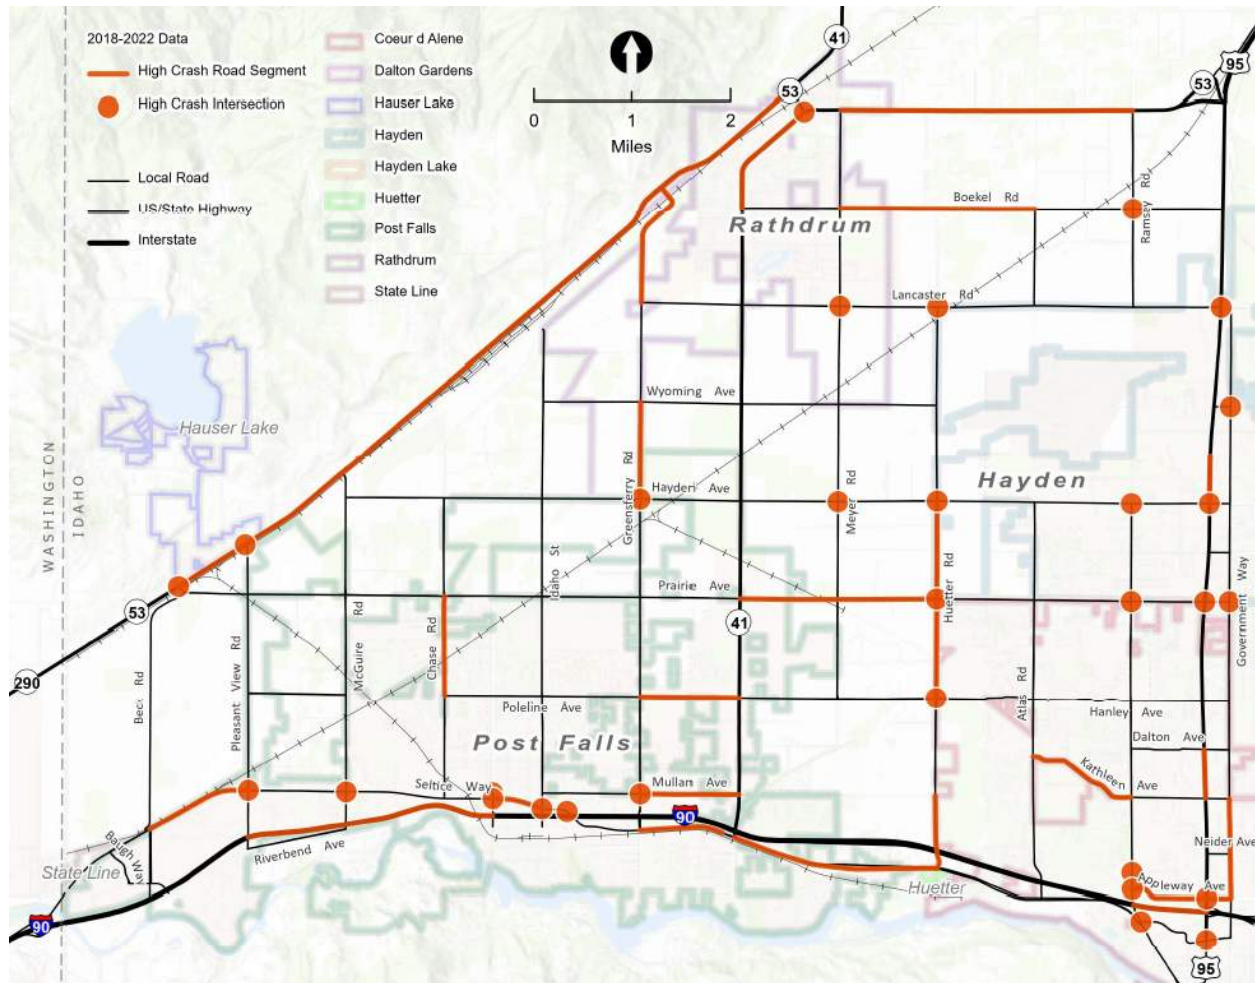 2018-2022 Data
High Crash Road Segment
High Crash Intersection
Local Road
US/State Highway
Interstate
Coeur d Alene
Dalton Gardens
Hauser Lake
Hayden
Hayden Lake
Huetter
Post Falls
Rathdrum
State Line
0
1
2
Miles
41
53
95
53
Boekel Rd
Ramsey Rd
Rathdrum
Lancaster Rd
Wyoming Ave
Hauser Lake
WASHINGTON
IDAHO
Greensferry Rd
Hayden Ave
Meyer Rd
Hayden
Idaho St
Prairie Ave
Huetter Rd
Government Way
53
41
290
Beck Rd
Pleasant View Rd
McGuire Rd
Chase Rd
Poleline Ave
Atlas Rd
Hanley Ave
Dalton Ave
Post Falls
Kathleen Ave
Seltice Way
Mullan Ave
90
Neider Ave
Baugh Way
Riverbend Ave
State Line
Huetter
Appleway Ave
90
95